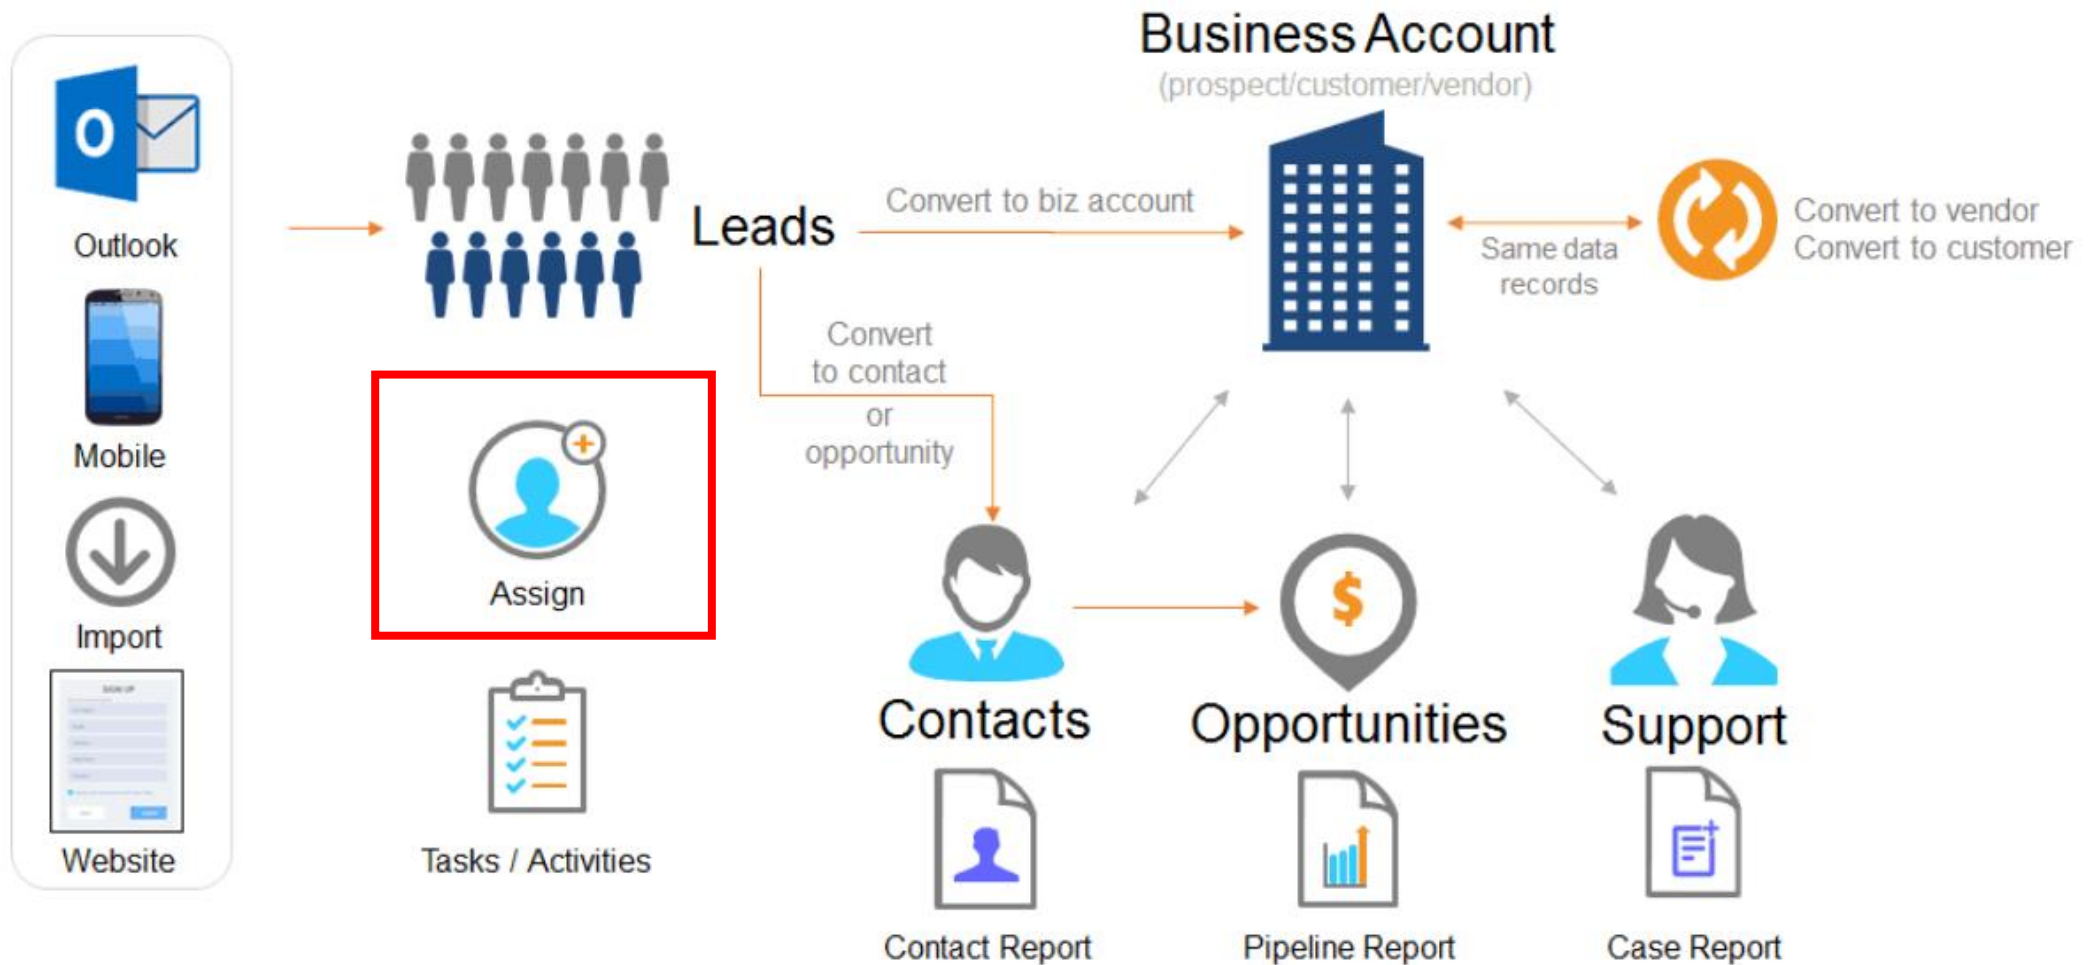 Business Account
(prospect/customer/vendor)
O
Outlook
Mobile
Import
SIGN UP
Website
Leads
Convert to biz account
Same data
records
Convert to vendor
Convert to customer
Convert
to contact
or
opportunity
Assign
Tasks / Activities
$
Contacts
Opportunities
Support
Contact Report
Pipeline Report
Case Report